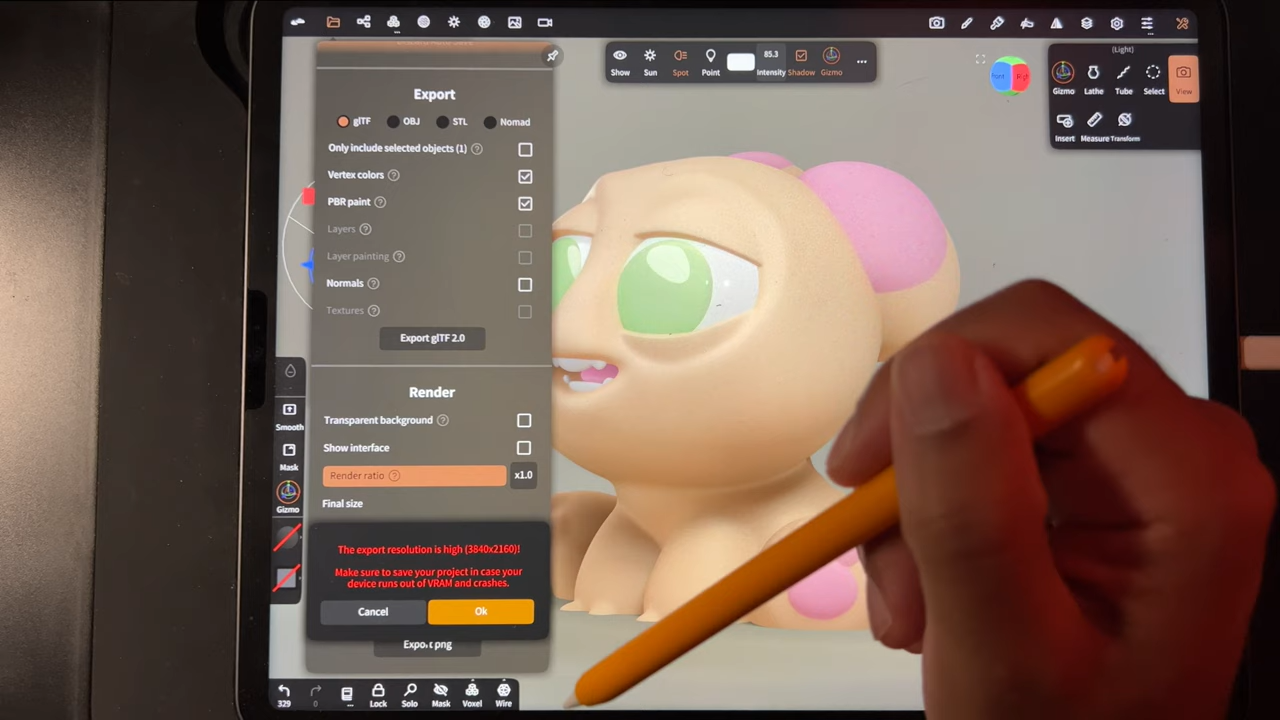 Export
glTF OBJ STL Nomad
Only include selected objects (1) ?
Vertex colors ?
PBR paint ?
Layers ?
Layer painting ?
Normals ?
Textures ?
Export glTF 2.0
Render
Transparent background ?
Show interface ?
Render ratio ? x1.0
Final size
The export resolution is high (3840x2160)!
Make sure to save your project in case your
device runs out of VRAM and crashes.
Cancel Ok
Export png
Show Sun Spot Point 85.3 Intensity Shadow Gizmo
(Light)
Gizmo Lathe Tube Select View
Insert Measure Transform
Front Right
Smooth
Mask
Gizmo
329 0 Lock Solo Mask Voxel Wire